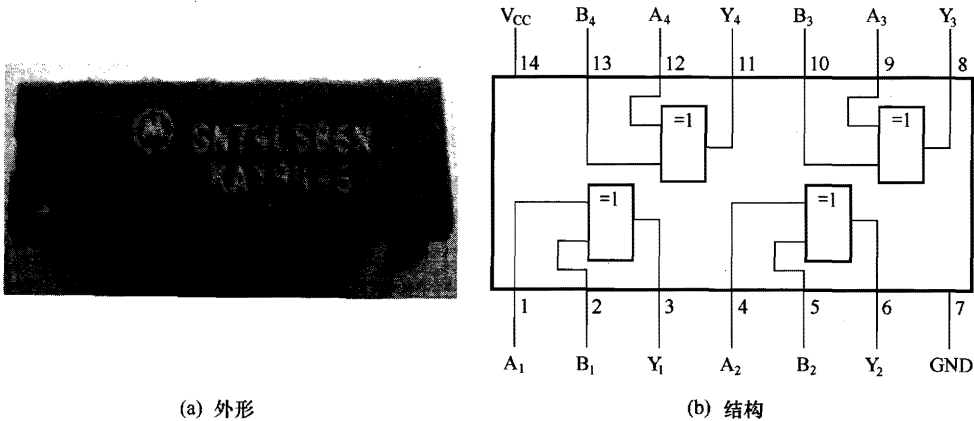 V_CC B₄ A₄ Y₄ B₃ A₃ Y₃
14 13 12 11 10 9 8
=1 =1
=1 =1
1 2 3 4 5 6 7
A₁ B₁ Y₁ A₂ B₂ Y₂ GND
SN74LS86N
(a) 外形
(b) 结构